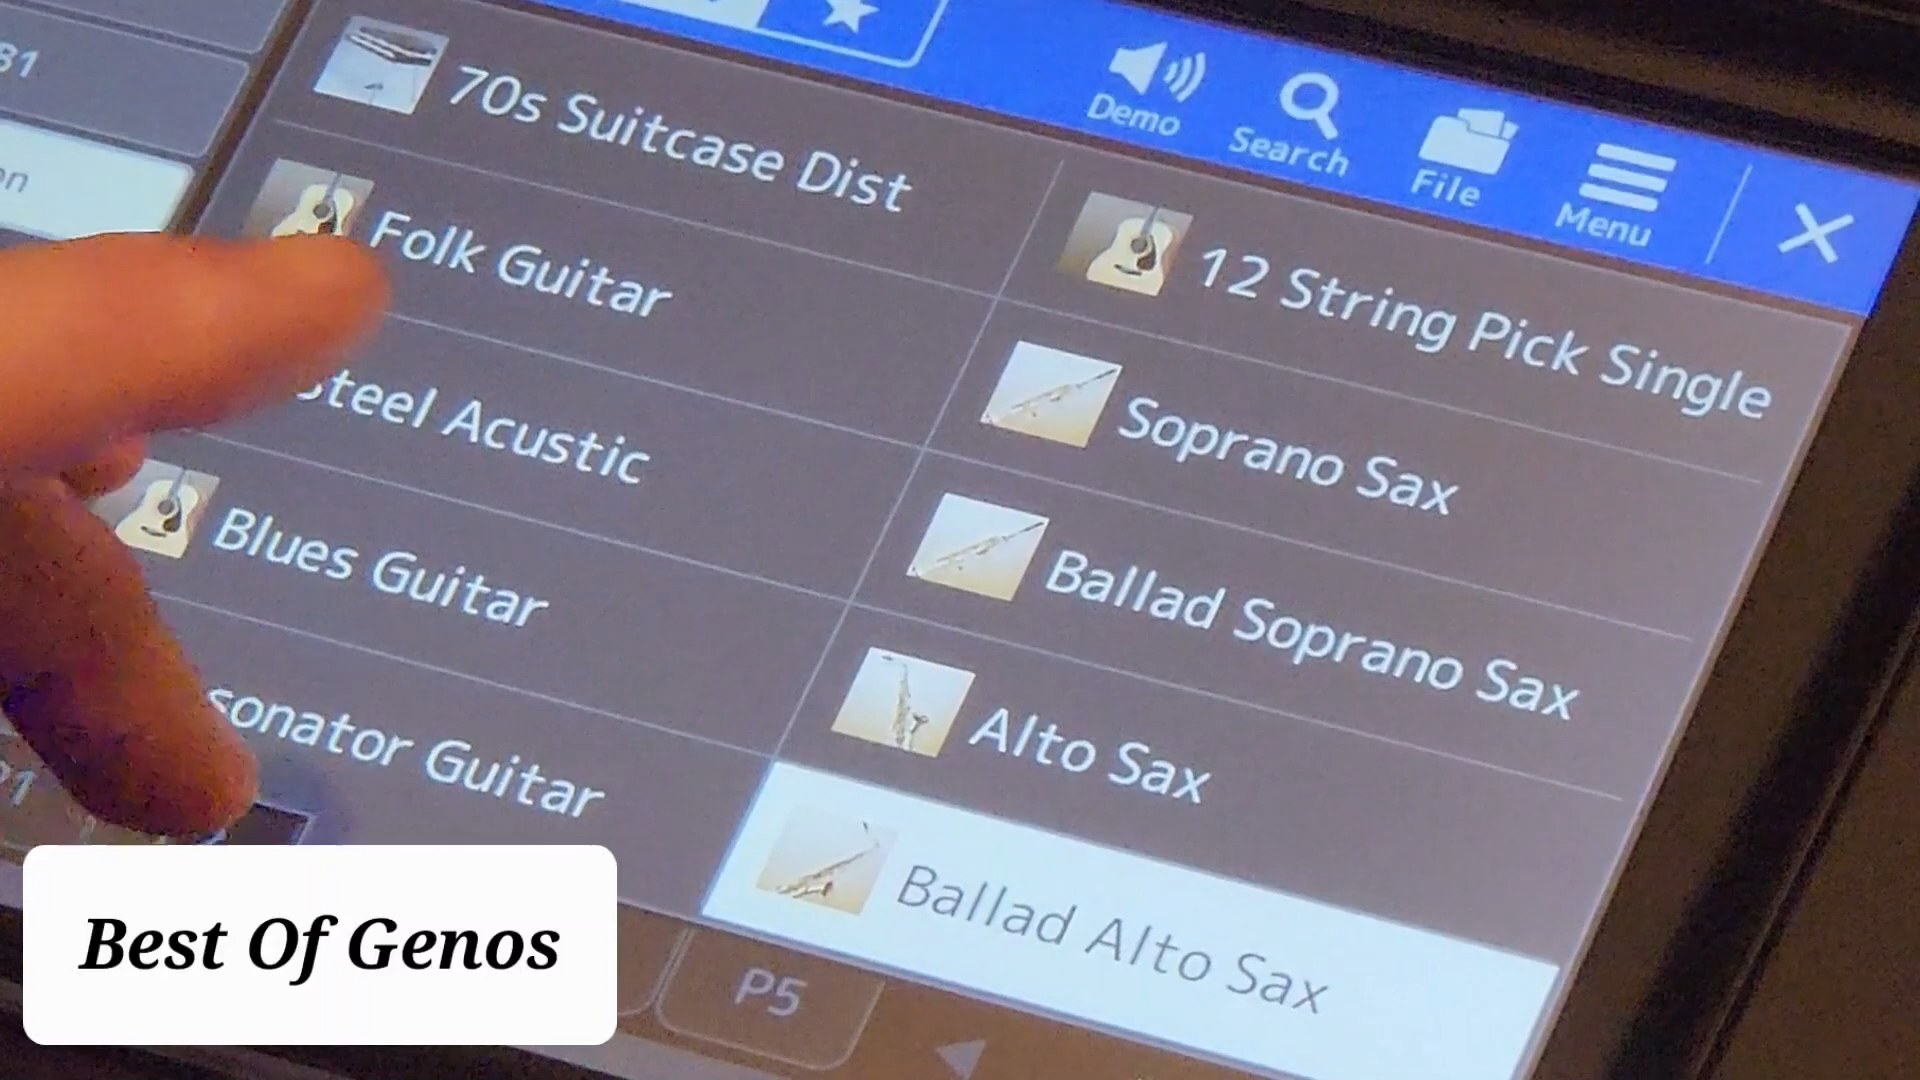 Demo
Search
File
Menu
70s Suitcase Dist
Folk Guitar
Steel Acustic
Blues Guitar
sonator Guitar
12 String Pick Single
Soprano Sax
Ballad Soprano Sax
Alto Sax
Ballad Alto Sax
P5
Best Of Genos